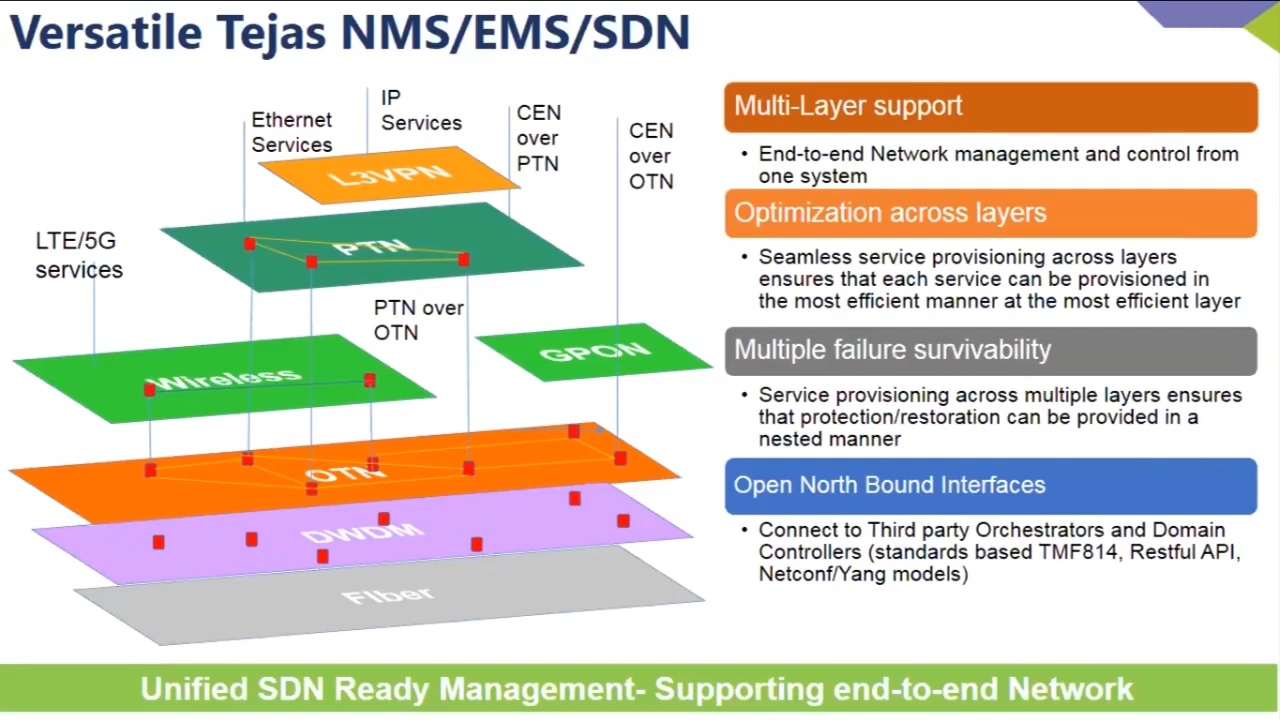 Versatile Tejas NMS/EMS/SDN
IP
Services
Ethernet
Services
CEN
over
PTN
CEN
over
OTN
L3VPN
LTE/5G
services
PTN
PTN over
OTN
Wireless
GPON
OTN
DWDM
Fiber
Multi-Layer support
• End-to-end Network management and control from
one system
Optimization across layers
• Seamless service provisioning across layers
ensures that each service can be provisioned in
the most efficient manner at the most efficient layer
Multiple failure survivability
• Service provisioning across multiple layers ensures
that protection/restoration can be provided in a
nested manner
Open North Bound Interfaces
• Connect to Third party Orchestrators and Domain
Controllers (standards based TMF814, Restful API,
Netconf/Yang models)
Unified SDN Ready Management- Supporting end-to-end Network